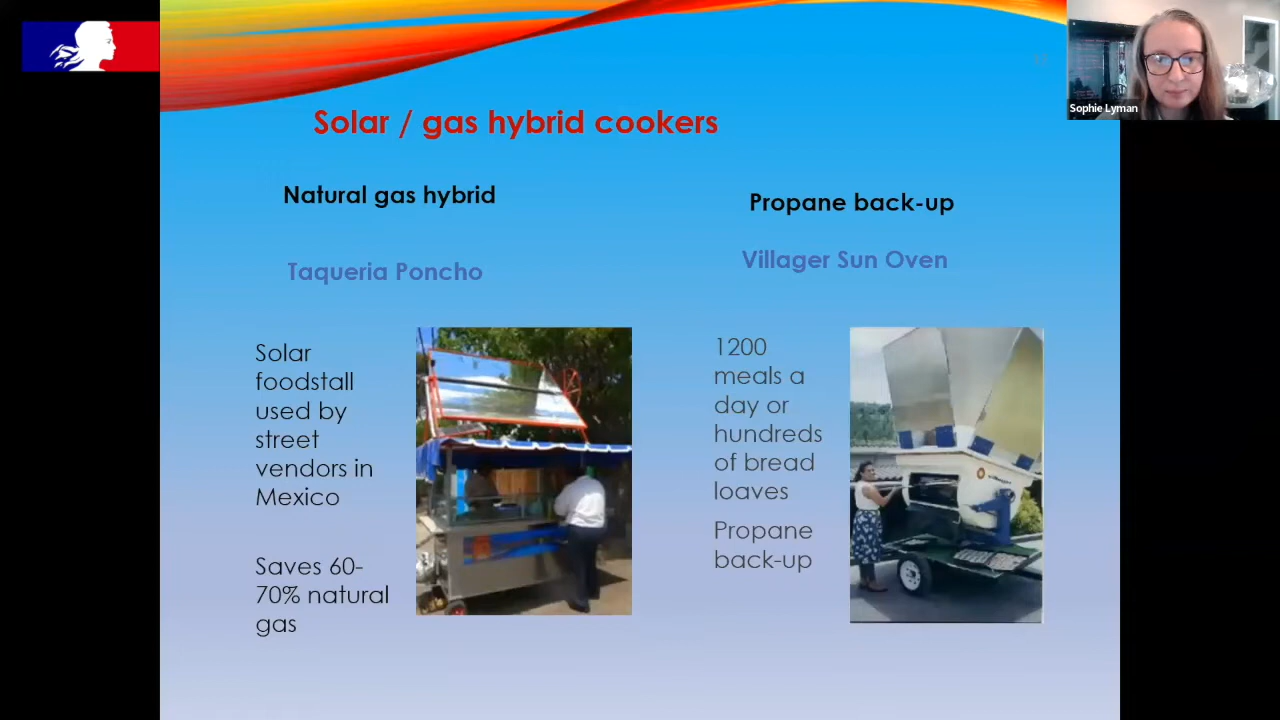 Sophie Lyman
Solar / gas hybrid cookers
Natural gas hybrid
Taqueria Poncho
Solar
foodstall
used by
street
vendors in
Mexico
Saves 60-
70% natural
gas
Propane back-up
Villager Sun Oven
1200
meals a
day or
hundreds
of bread
loaves
Propane
back-up